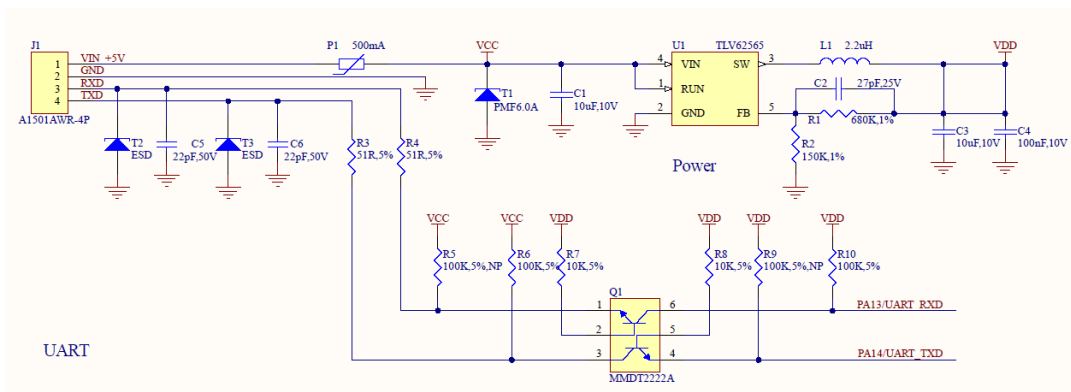 J1
P1 500mA
VCC
U1 TLV62565
L1 2.2uH
VDD
1 VIN +5V
2 GND
3 RXD
4 TXD
A1501AWR-4P
4 VIN SW 3
1 RUN
2 GND FB 5
C2 27pF,25V
R1 680K,1%
T1
PMF6.0A
C1
10uF,10V
R2
150K,1%
C3
10uF,10V
C4
100nF,10V
Power
T2
ESD
C5
22pF,50V
T3
ESD
C6
22pF,50V
R3
51R,5%
R4
51R,5%
VCC
VCC
VDD
VDD
VDD
VDD
R5
100K,5%,NP
R6
100K,5%
R7
10K,5%
R8
10K,5%
R9
100K,5%,NP
R10
100K,5%
Q1
1 6
2 5
3 4
MMDT2222A
PA13/UART_RXD
PA14/UART_TXD
UART